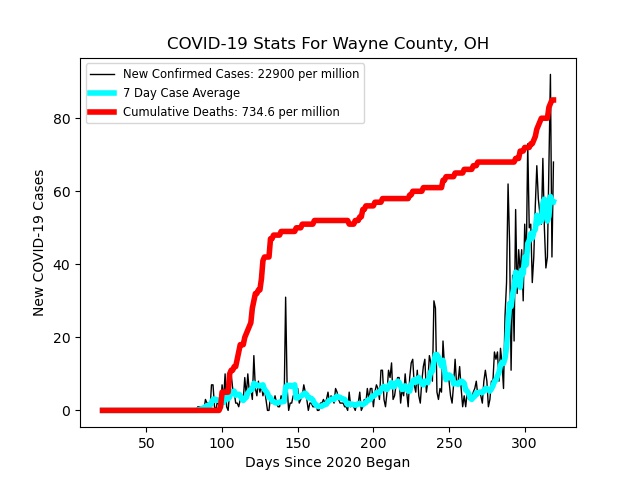 COVID-19 Stats For Wayne County, OH
New Confirmed Cases: 22900 per million
7 Day Case Average
Cumulative Deaths: 734.6 per million
New COVID-19 Cases
80
60
40
20
0
50 100 150 200 250 300
Days Since 2020 Began